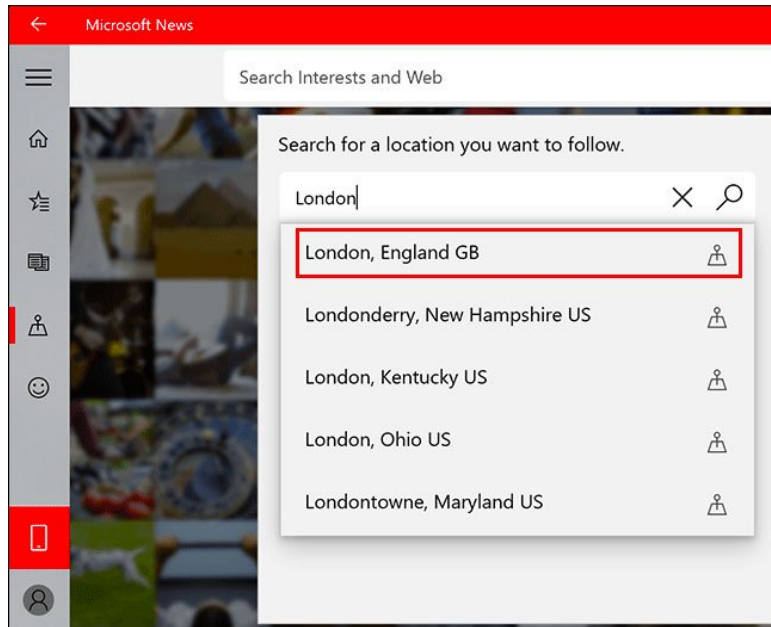 Microsoft News
Search Interests and Web
Search for a location you want to follow.
London
London, England GB
Londonderry, New Hampshire US
London, Kentucky US
London, Ohio US
Londontowne, Maryland US